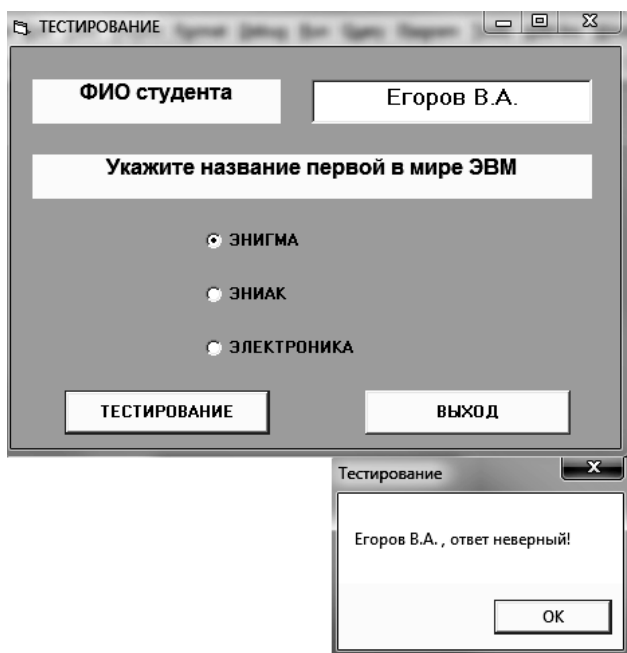 ТЕСТИРОВАНИЕ
ФИО студента
Егоров В.А.
Укажите название первой в мире ЭВМ
ЭНИГМА
ЭНИАК
ЭЛЕКТРОНИКА
ТЕСТИРОВАНИЕ
ВЫХОД
Тестирование
Егоров В.А. , ответ неверный!
OK